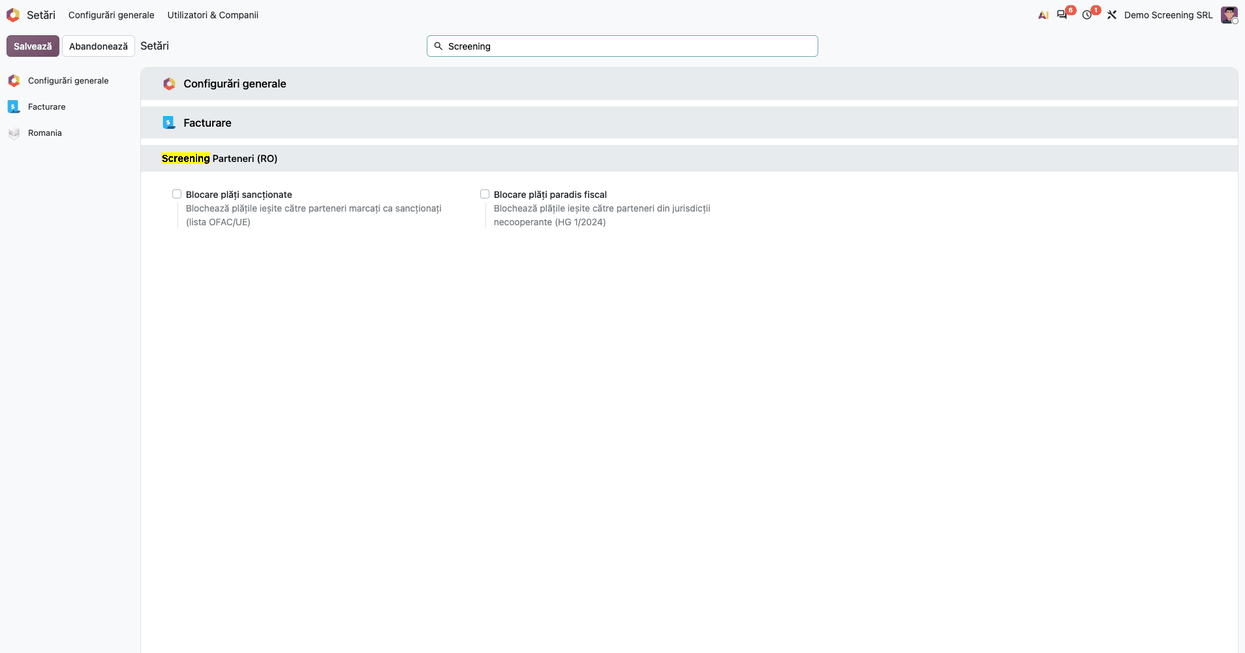 Setări Configurări generale Utilizatori & Companii AI 6 1 Demo Screening SRL
Salvează Abandonează Setări Screening
Configurări generale
Facturare
Romania
Configurări generale
Facturare
Screening Parteneri (RO)
Blocare plăți sancționate
Blochează plățile ieșite către parteneri marcați ca sancționați
(lista OFAC/UE)
Blocare plăți paradis fiscal
Blochează plățile ieșite către parteneri din jurisdicții
necooperante (HG 1/2024)